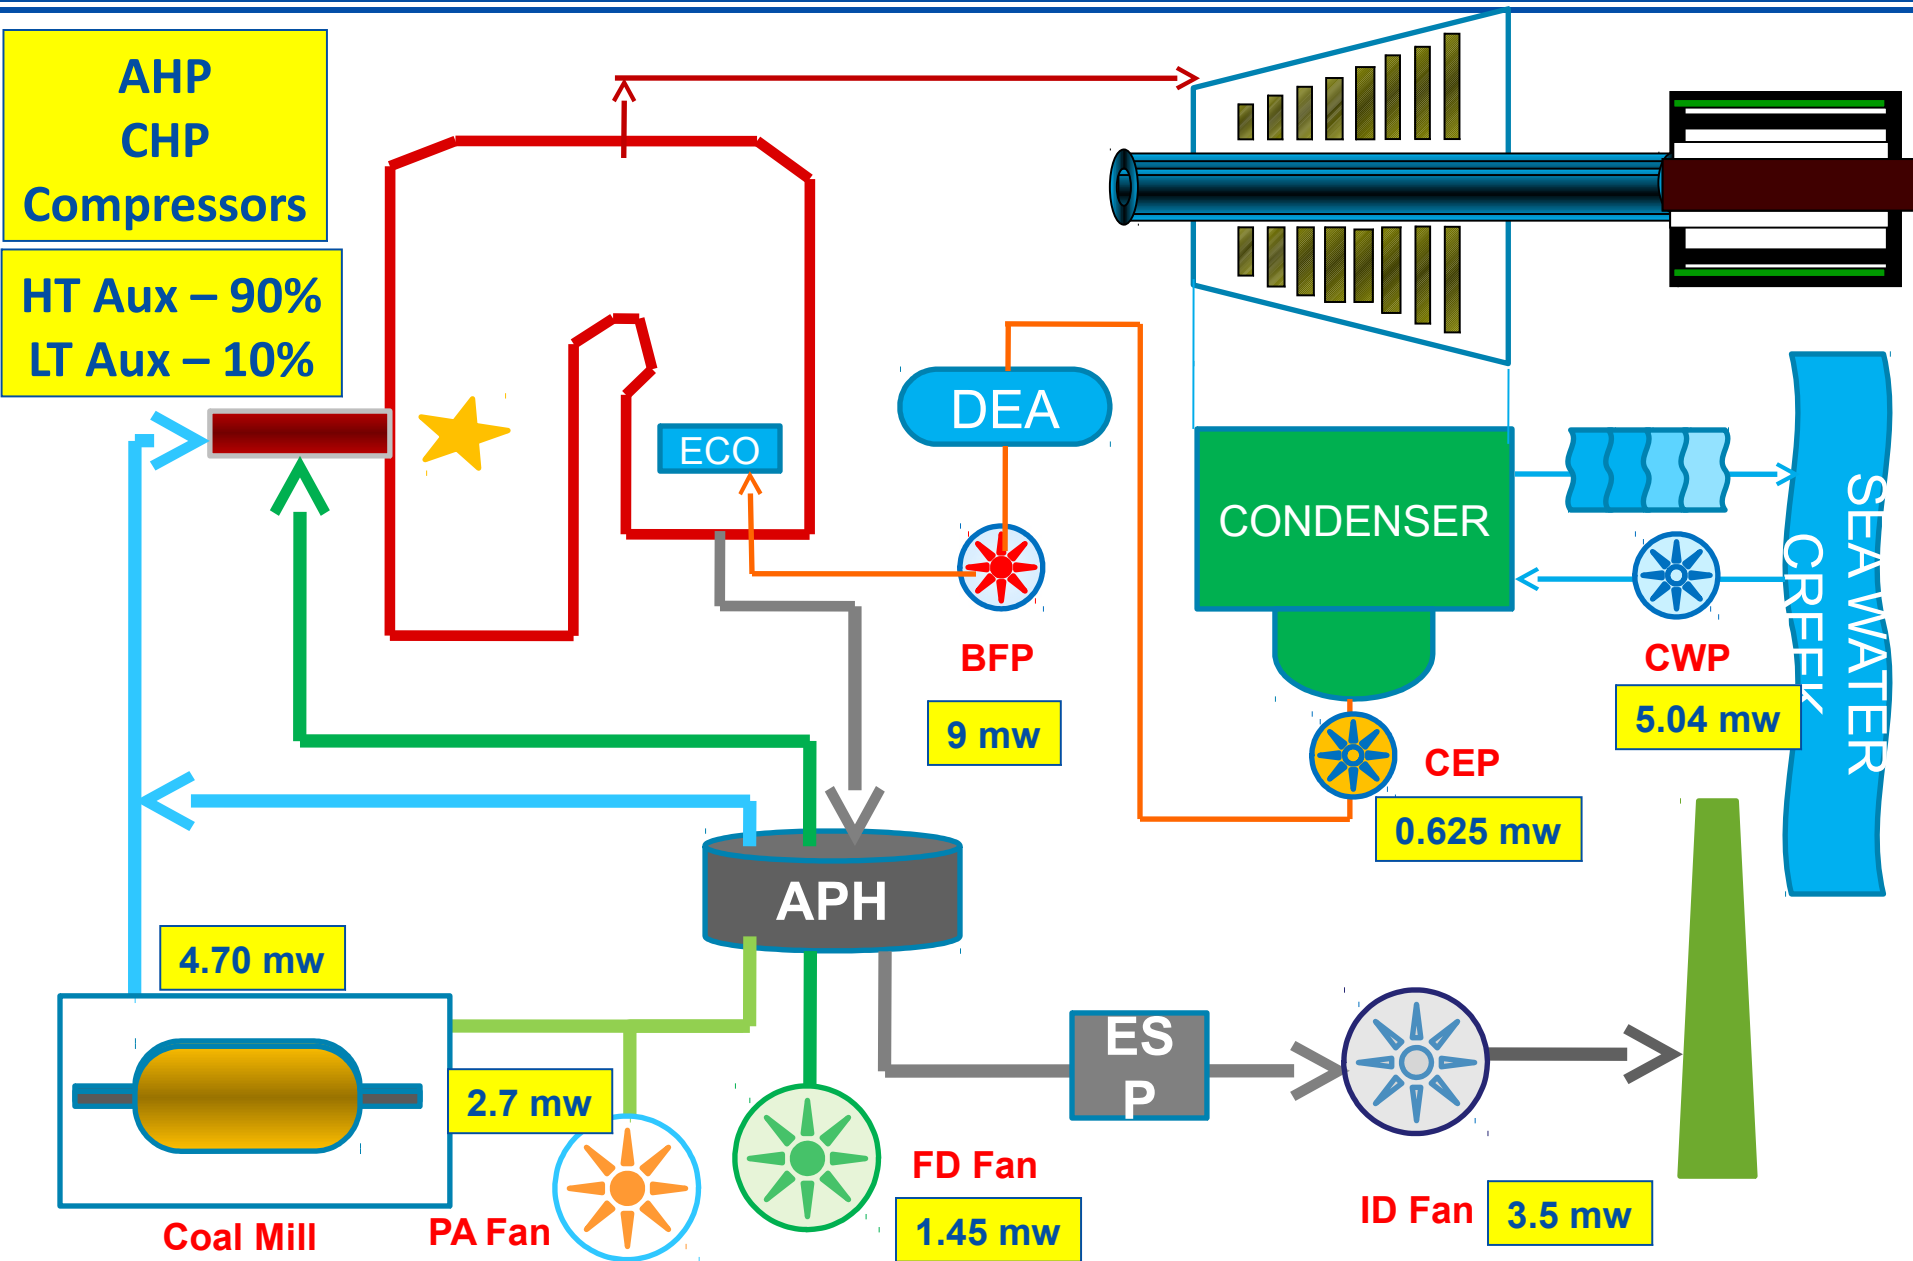 AHP
CHP
Compressors
HT Aux – 90%
LT Aux – 10%
DEA
ECO
CONDENSER
SEA WATER
CREEK
BFP
9 mw
CWP
5.04 mw
CEP
0.625 mw
APH
4.70 mw
2.7 mw
ES
P
Coal Mill
PA Fan
FD Fan
1.45 mw
ID Fan
3.5 mw